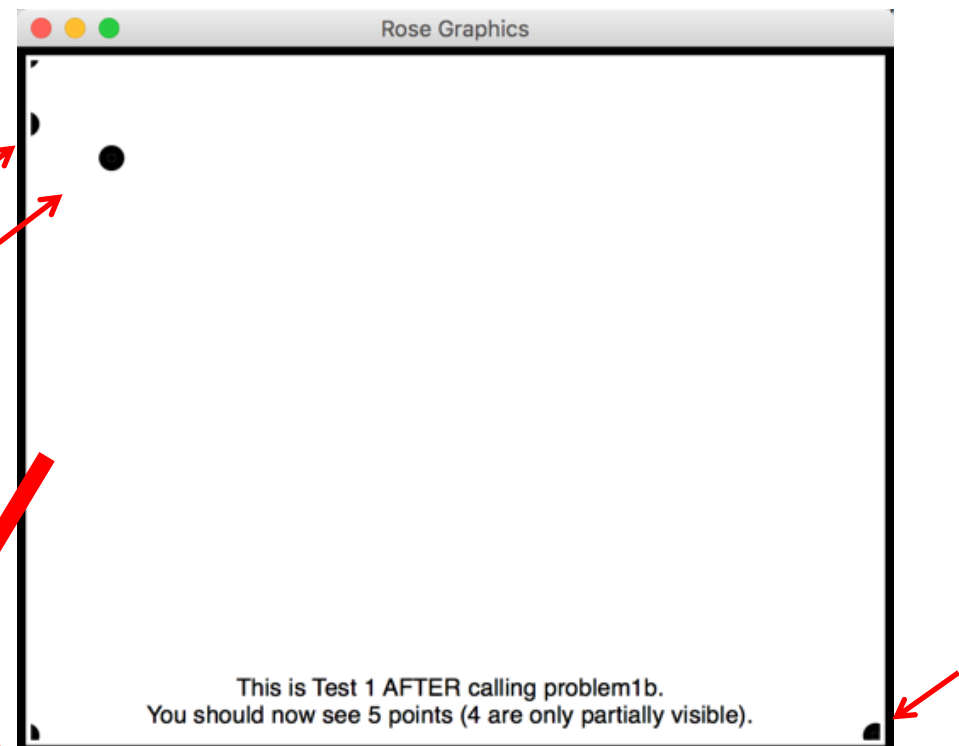 Rose Graphics
This is Test 1 AFTER calling problem1b.
You should now see 5 points (4 are only partially visible).